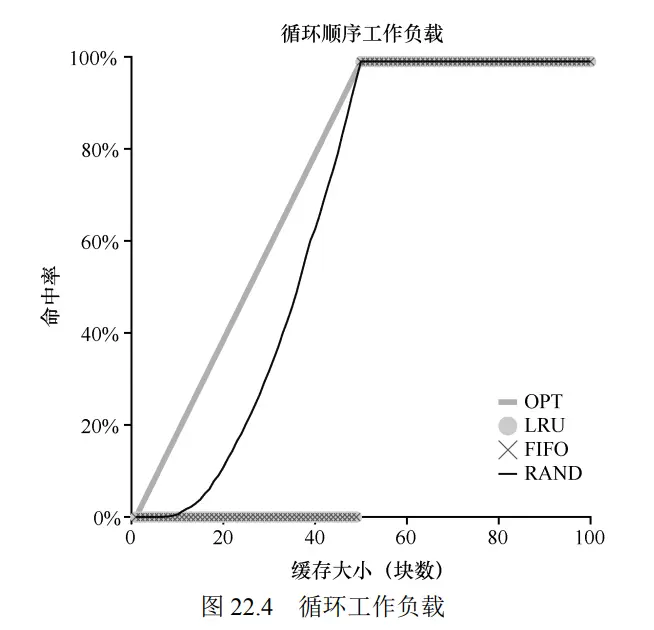 循环顺序工作负载
100%
80%
60%
40%
20%
0%
命中率
OPT
LRU
FIFO
RAND
0 20 40 60 80 100
缓存大小（块数）
图 22.4 循环工作负载